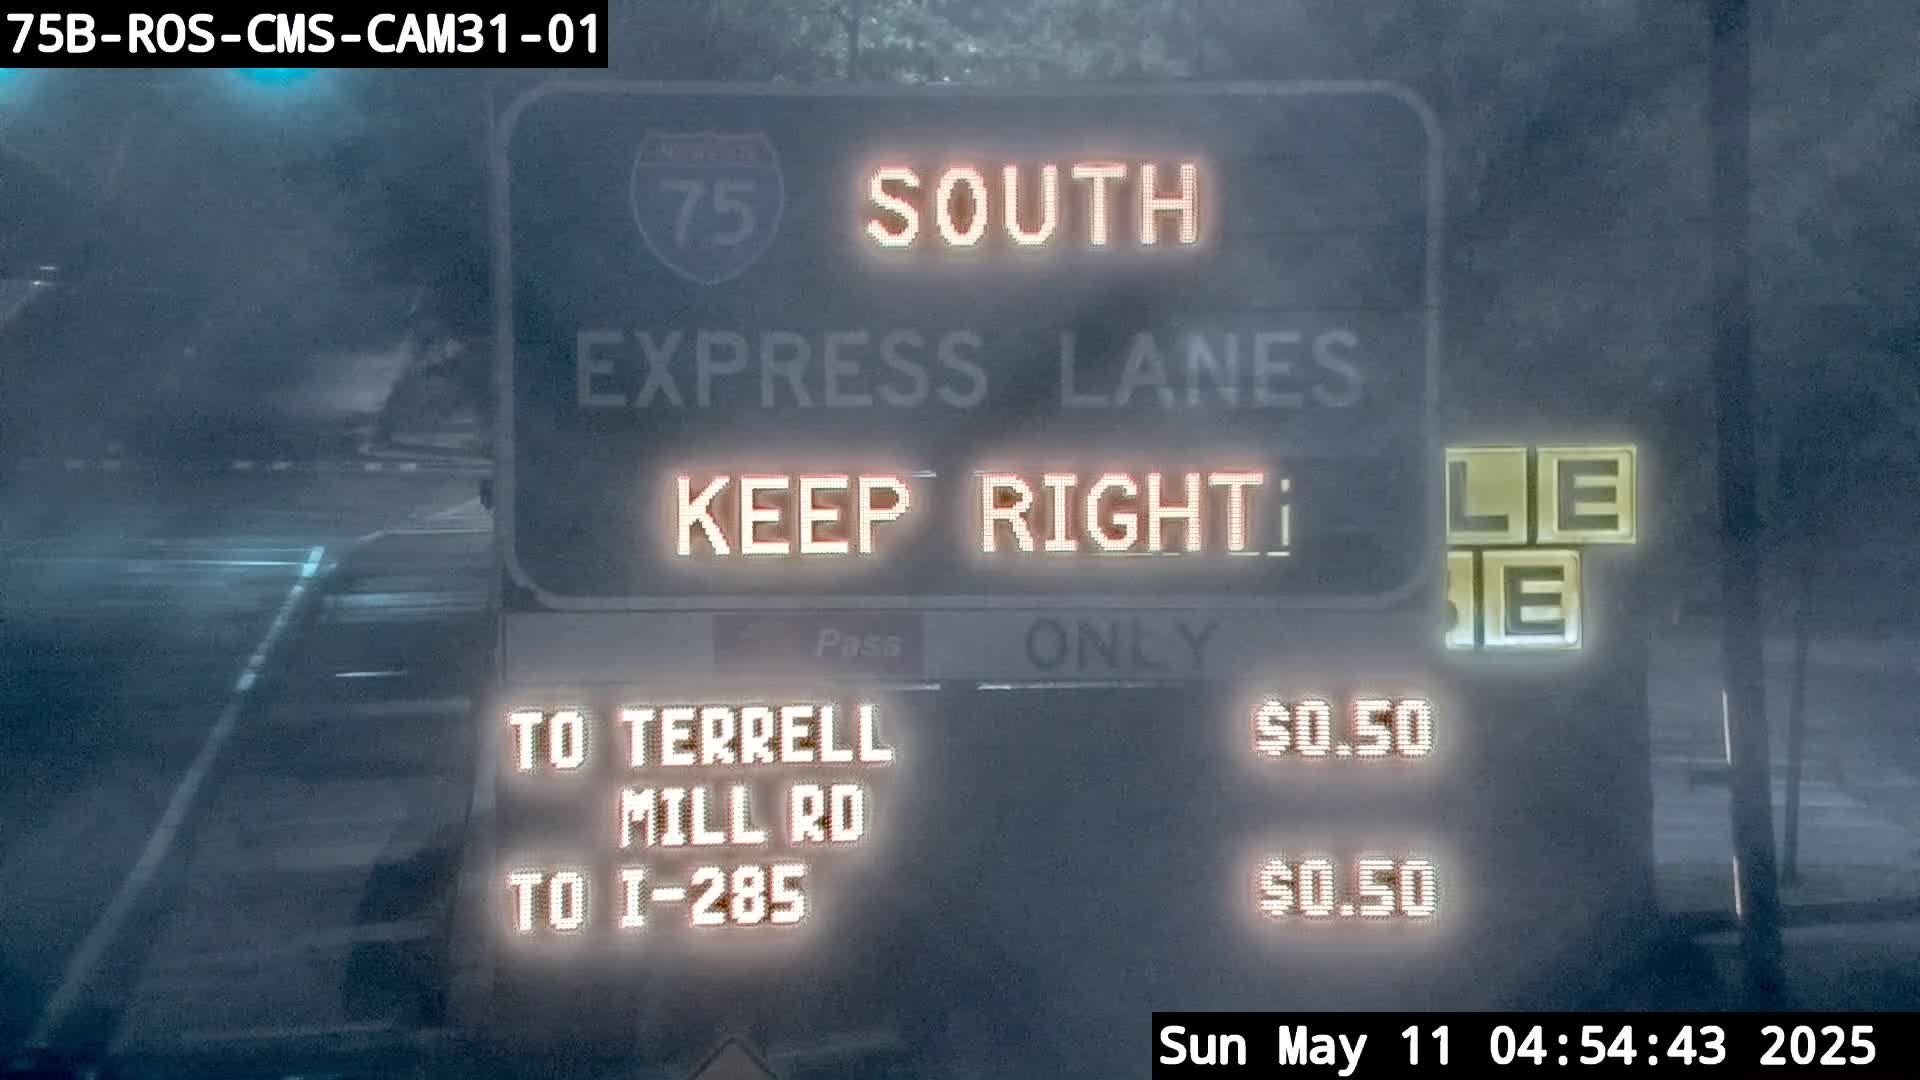 75B-ROS-CMS-CAM31-01
75 SOUTH
EXPRESS LANES
KEEP RIGHT
Pass ONLY
LE
E
TO TERRELL $0.50
MILL RD
TO I-285 $0.50
Sun May 11 04:54:43 2025